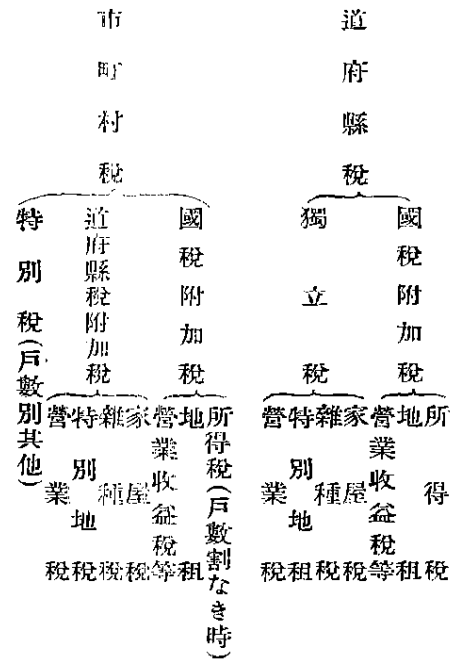 道府縣稅
國稅附加稅
所得稅
地租
營業收益稅等
獨立稅
家屋稅
雜種稅
特別地租
營業稅
市町村稅
國稅附加稅
所得稅(戶數割なき時)
地租
營業收益稅等
道府縣稅附加稅
家屋稅
雜種稅
特別地稅
營業稅
特別稅(戶數別其他)